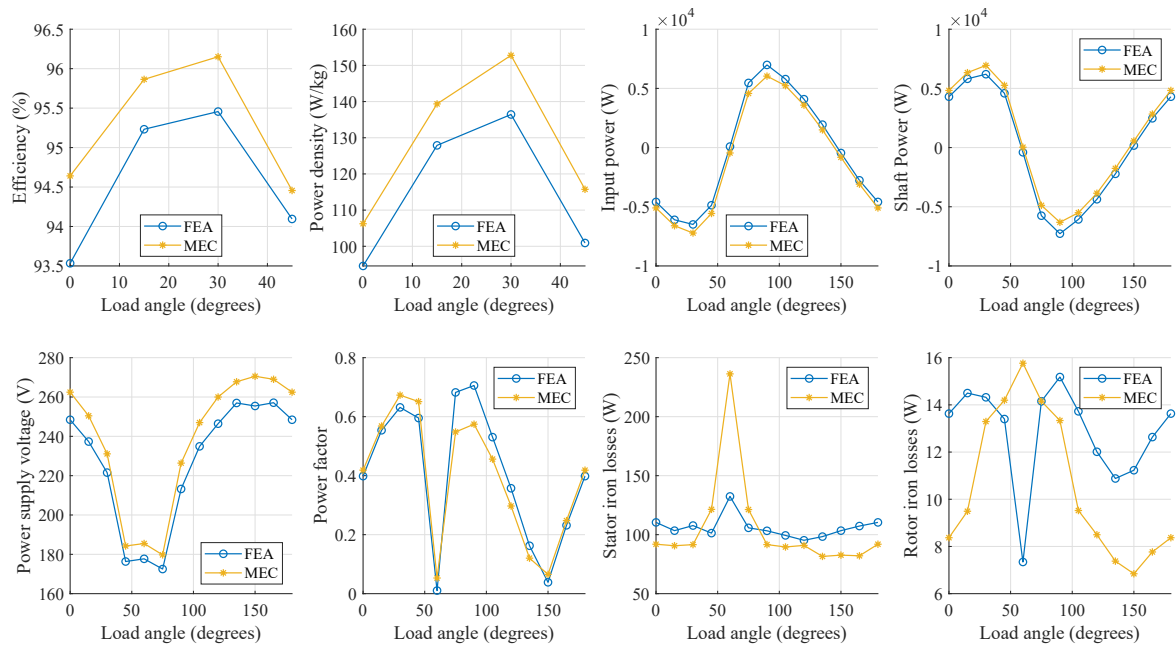 Efficiency (%)
96.5
96
95.5
95
94.5
94
93.5
0 10 20 30 40
Load angle (degrees)
FEA
MEC
Power density (W/kg)
160
150
140
130
120
110
100
0 10 20 30 40
Load angle (degrees)
FEA
MEC
×10⁴
Input power (W)
1
0.5
0
-0.5
-1
0 50 100 150
Load angle (degrees)
FEA
MEC
×10⁴
Shaft Power (W)
1
0.5
0
-0.5
-1
0 50 100 150
Load angle (degrees)
FEA
MEC
Power supply voltage (V)
280
260
240
220
200
180
160
0 50 100 150
Load angle (degrees)
FEA
MEC
Power factor
0.8
0.6
0.4
0.2
0
0 50 100 150
Load angle (degrees)
FEA
MEC
Stator iron losses (W)
250
200
150
100
50
0
0 50 100 150
Load angle (degrees)
FEA
MEC
Rotor iron losses (W)
16
14
12
10
8
6
0 50 100 150
Load angle (degrees)
FEA
MEC